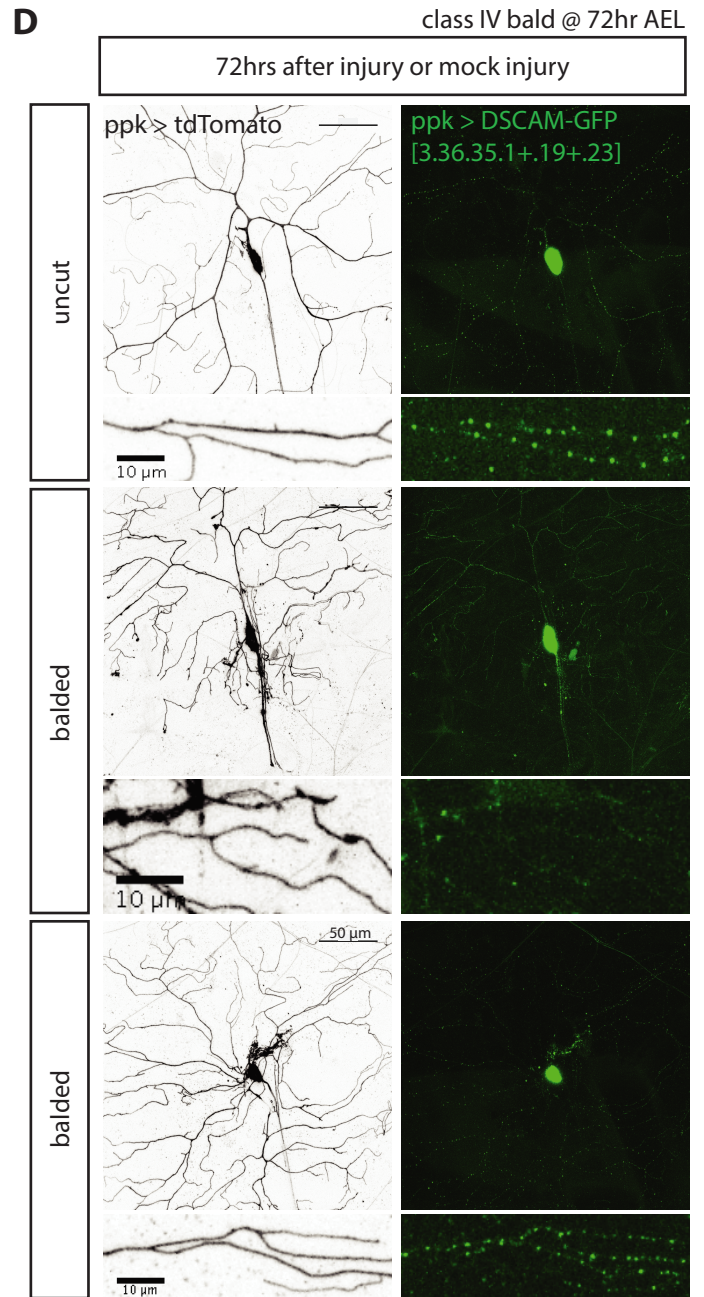 D
class IV bald @ 72hr AEL
72hrs after injury or mock injury
uncut
ppk > tdTomato
ppk > DSCAM-GFP
[3.36.35.1+.19+.23]
10 µm
balded
10 µm
balded
50 µm
10 µm